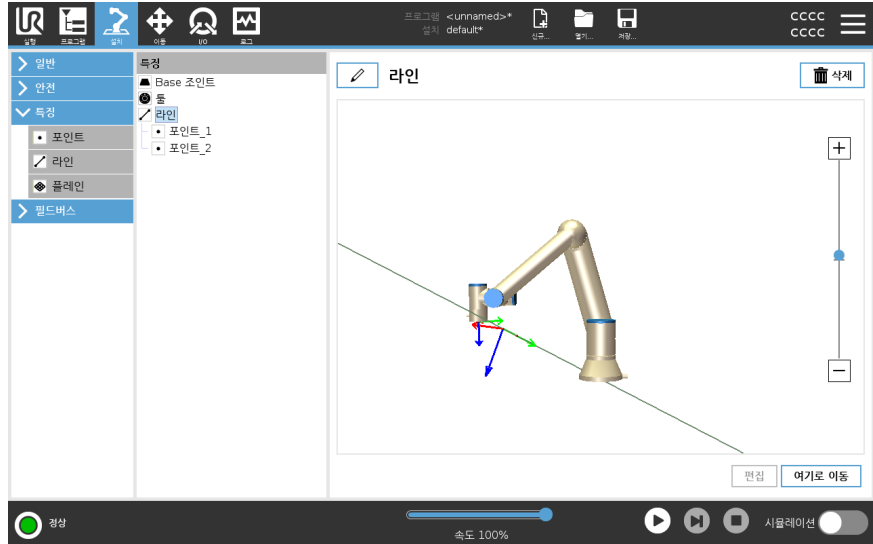 UR
실행
프로그램
설치
이동
I/O
로그
프로그램 <unnamed>*
설치 default*
신규...
열기...
저장...
CCCC
CCCC
일반
안전
특징
포인트
라인
플레인
필드버스
특징
Base 조인트
툴
라인
포인트_1
포인트_2
라인
삭제
편집
여기로 이동
정상
속도 100%
시뮬레이션